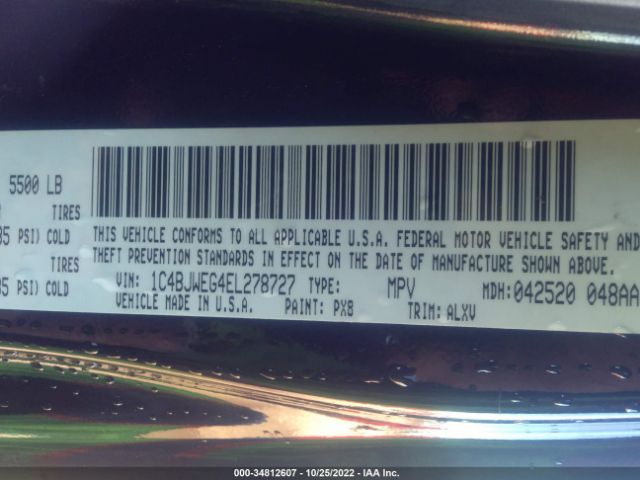 5500 LB
TIRES
35 PSI) COLD
TIRES
35 PSI) COLD
THIS VEHICLE CONFORMS TO ALL APPLICABLE U.S.A. FEDERAL MOTOR VEHICLE SAFETY AND
THEFT PREVENTION STANDARDS IN EFFECT ON THE DATE OF MANUFACTURE SHOWN ABOVE.
VIN: 1C4BJWEG4EL278727 TYPE: MPV MDH: 042520 048AA
VEHICLE MADE IN U.S.A. PAINT: PX8 TRIM: ALXV
000-34812607 - 10/25/2022 - IAA Inc.